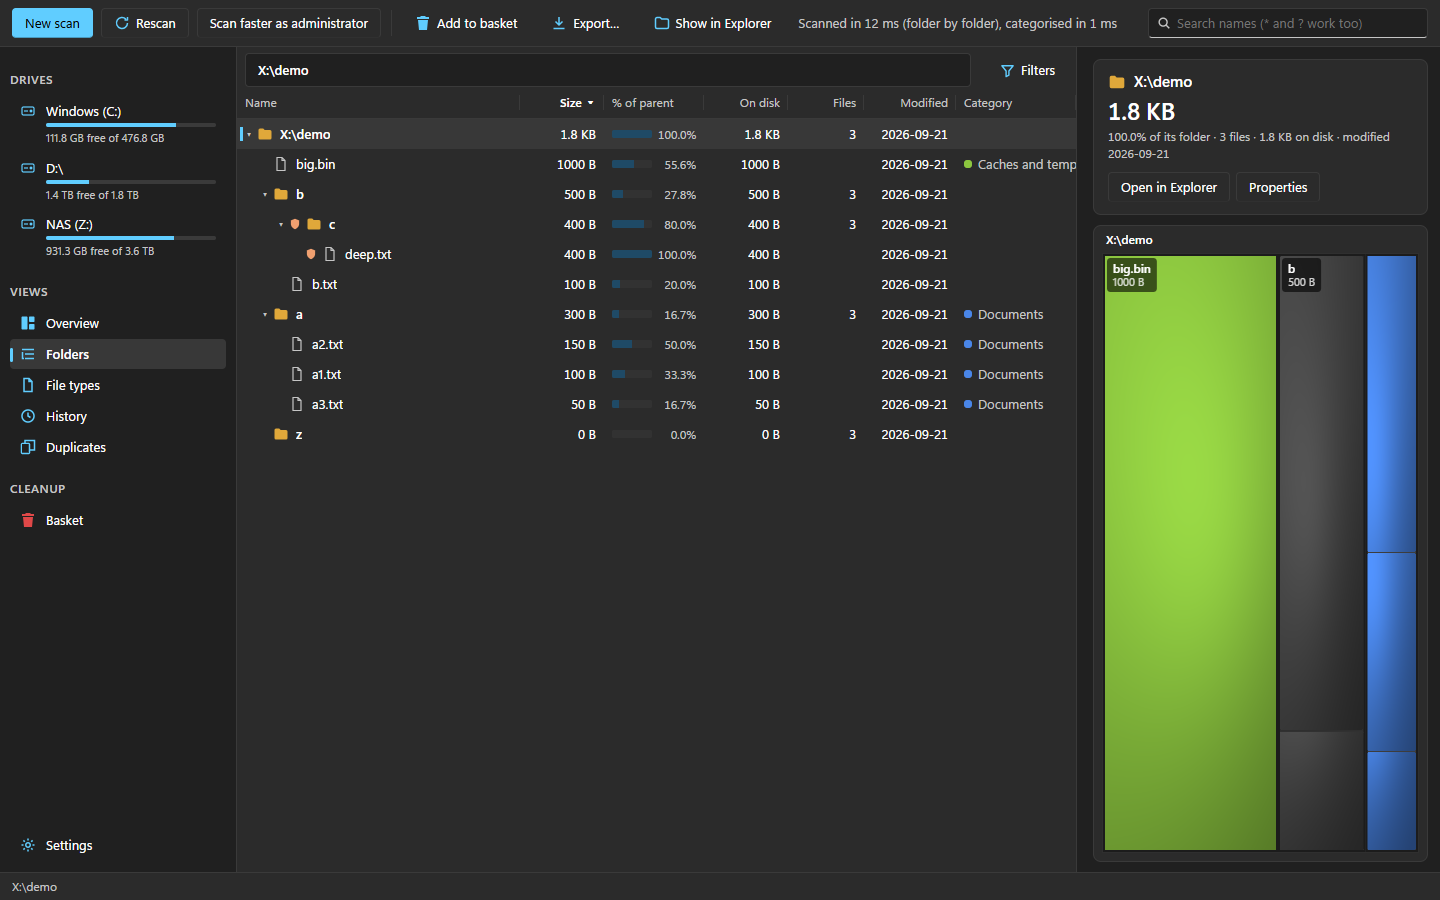 New scan
Rescan
Scan faster as administrator
Add to basket
Export...
Show in Explorer
Scanned in 12 ms (folder by folder), categorised in 1 ms
Search names (* and ? work too)
DRIVES
Windows (C:)
111.8 GB free of 476.8 GB
D:\
1.4 TB free of 1.8 TB
NAS (Z:)
931.3 GB free of 3.6 TB
VIEWS
Overview
Folders
File types
History
Duplicates
CLEANUP
Basket
Settings
X:\demo
Filters
Name Size % of parent On disk Files Modified Category
X:\demo 1.8 KB 100.0% 1.8 KB 3 2026-09-21
big.bin 1000 B 55.6% 1000 B 2026-09-21 Caches and temp
b 500 B 27.8% 500 B 3 2026-09-21
c 400 B 80.0% 400 B 3 2026-09-21
deep.txt 400 B 100.0% 400 B 2026-09-21
b.txt 100 B 20.0% 100 B 2026-09-21
a 300 B 16.7% 300 B 3 2026-09-21 Documents
a2.txt 150 B 50.0% 150 B 2026-09-21 Documents
a1.txt 100 B 33.3% 100 B 2026-09-21 Documents
a3.txt 50 B 16.7% 50 B 2026-09-21 Documents
z 0 B 0.0% 0 B 3 2026-09-21
X:\demo
1.8 KB
100.0% of its folder · 3 files · 1.8 KB on disk · modified
2026-09-21
Open in Explorer
Properties
X:\demo
big.bin
1000 B
b
500 B
X:\demo